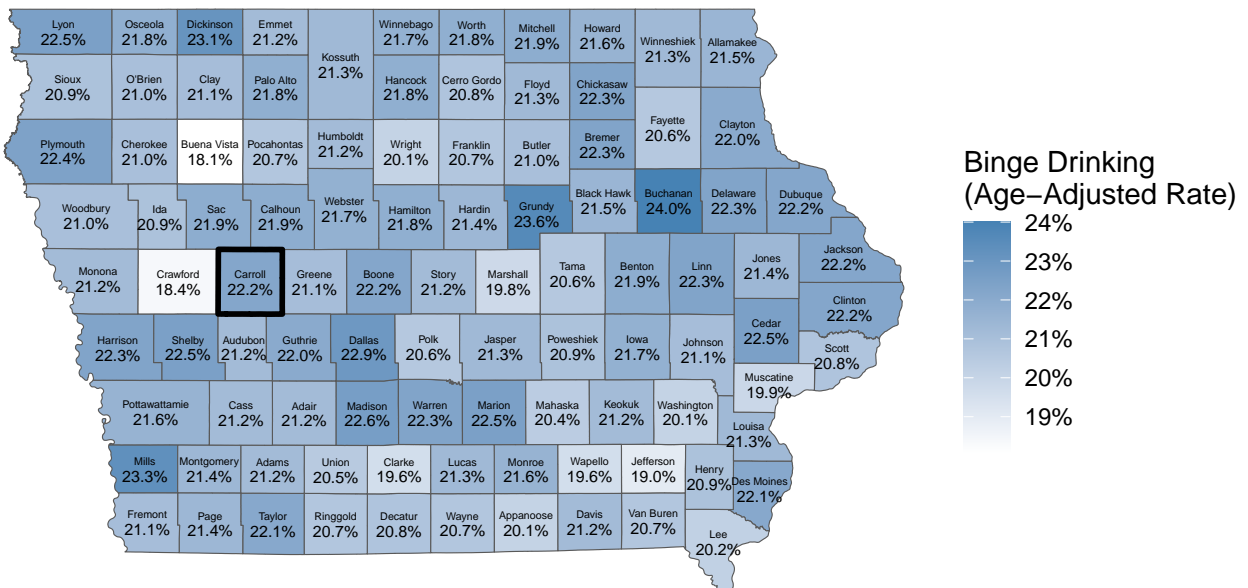 Lyon
22.5%
Osceola
21.8%
Dickinson
23.1%
Emmet
21.2%
Kossuth
21.3%
Winnebago
21.7%
Worth
21.8%
Mitchell
21.9%
Howard
21.6%
Winneshiek
21.3%
Allamakee
21.5%
Sioux
20.9%
O'Brien
21.0%
Clay
21.1%
Palo Alto
21.8%
Hancock
21.8%
Cerro Gordo
20.8%
Floyd
21.3%
Chickasaw
22.3%
Fayette
20.6%
Clayton
22.0%
Plymouth
22.4%
Cherokee
21.0%
Buena Vista
18.1%
Pocahontas
20.7%
Humboldt
21.2%
Wright
20.1%
Franklin
20.7%
Butler
21.0%
Bremer
22.3%
Woodbury
21.0%
Ida
20.9%
Sac
21.9%
Calhoun
21.9%
Webster
21.7%
Hamilton
21.8%
Hardin
21.4%
Grundy
23.6%
Black Hawk
21.5%
Buchanan
24.0%
Delaware
22.3%
Dubuque
22.2%
Monona
21.2%
Crawford
18.4%
Carroll
22.2%
Greene
21.1%
Boone
22.2%
Story
21.2%
Marshall
19.8%
Tama
20.6%
Benton
21.9%
Linn
22.3%
Jones
21.4%
Jackson
22.2%
Clinton
22.2%
Harrison
22.3%
Shelby
22.5%
Audubon
21.2%
Guthrie
22.0%
Dallas
22.9%
Polk
20.6%
Jasper
21.3%
Poweshiek
20.9%
Iowa
21.7%
Johnson
21.1%
Cedar
22.5%
Scott
20.8%
Muscatine
19.9%
Pottawattamie
21.6%
Cass
21.2%
Adair
21.2%
Madison
22.6%
Warren
22.3%
Marion
22.5%
Mahaska
20.4%
Keokuk
21.2%
Washington
20.1%
Louisa
21.3%
Mills
23.3%
Montgomery
21.4%
Adams
21.2%
Union
20.5%
Clarke
19.6%
Lucas
21.3%
Monroe
21.6%
Wapello
19.6%
Jefferson
19.0%
Henry
20.9%
Des Moines
22.1%
Fremont
21.1%
Page
21.4%
Taylor
22.1%
Ringgold
20.7%
Decatur
20.8%
Wayne
20.7%
Appanoose
20.1%
Davis
21.2%
Van Buren
20.7%
Lee
20.2%
Binge Drinking
(Age−Adjusted Rate)
24%
23%
22%
21%
20%
19%